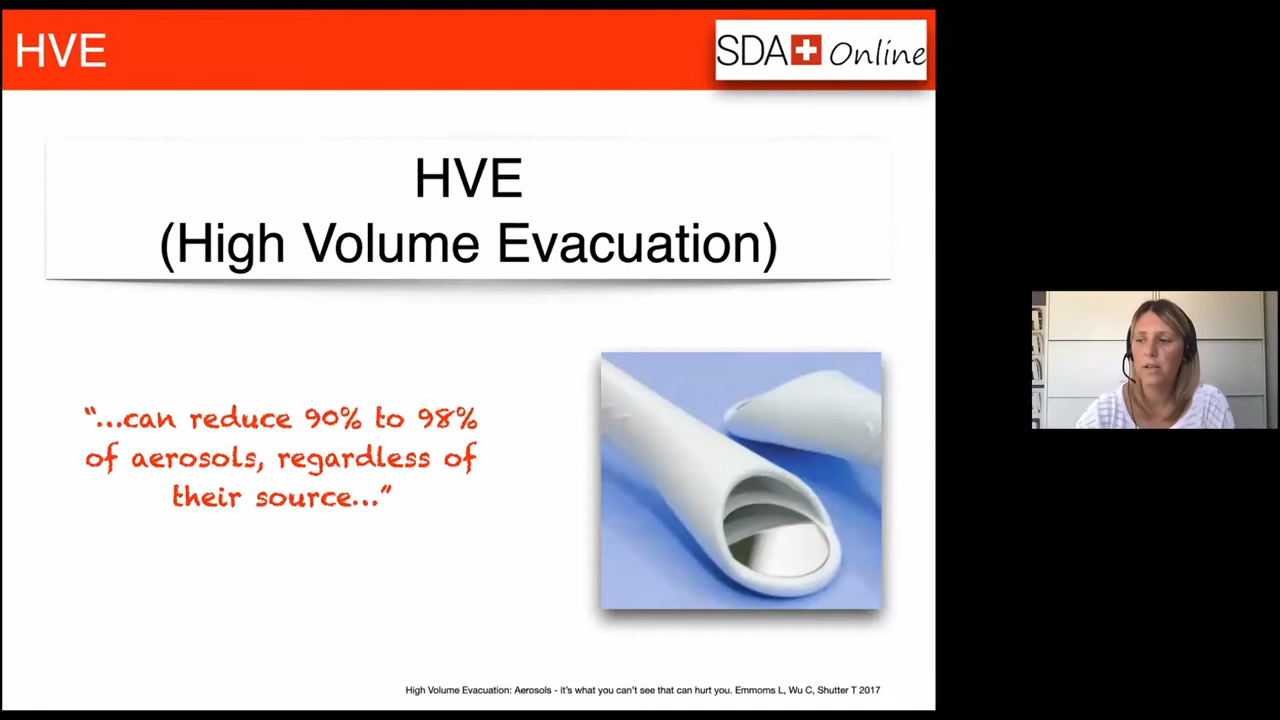 HVE
SDA Online
HVE
(High Volume Evacuation)
“...can reduce 90% to 98%
of aerosols, regardless of
their source...”
High Volume Evacuation: Aerosols - it’s what you can’t see that can hurt you. Emmoms L, Wu C, Shutter T 2017